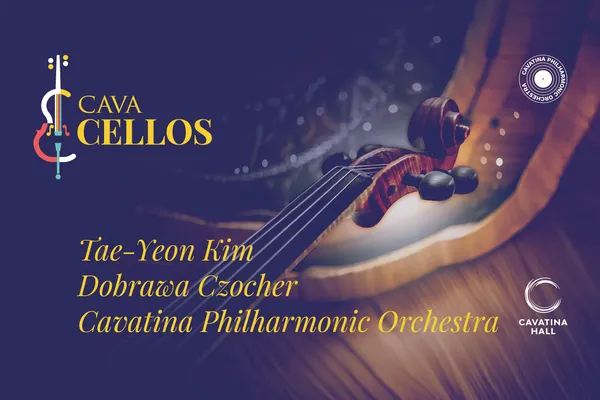 CAVA
CELLOS
CAVATINA PHILHARMONIC ORCHESTRA
Tae-Yeon Kim
Dobrawa Czocher
Cavatina Philharmonic Orchestra
CAVATINA
HALL